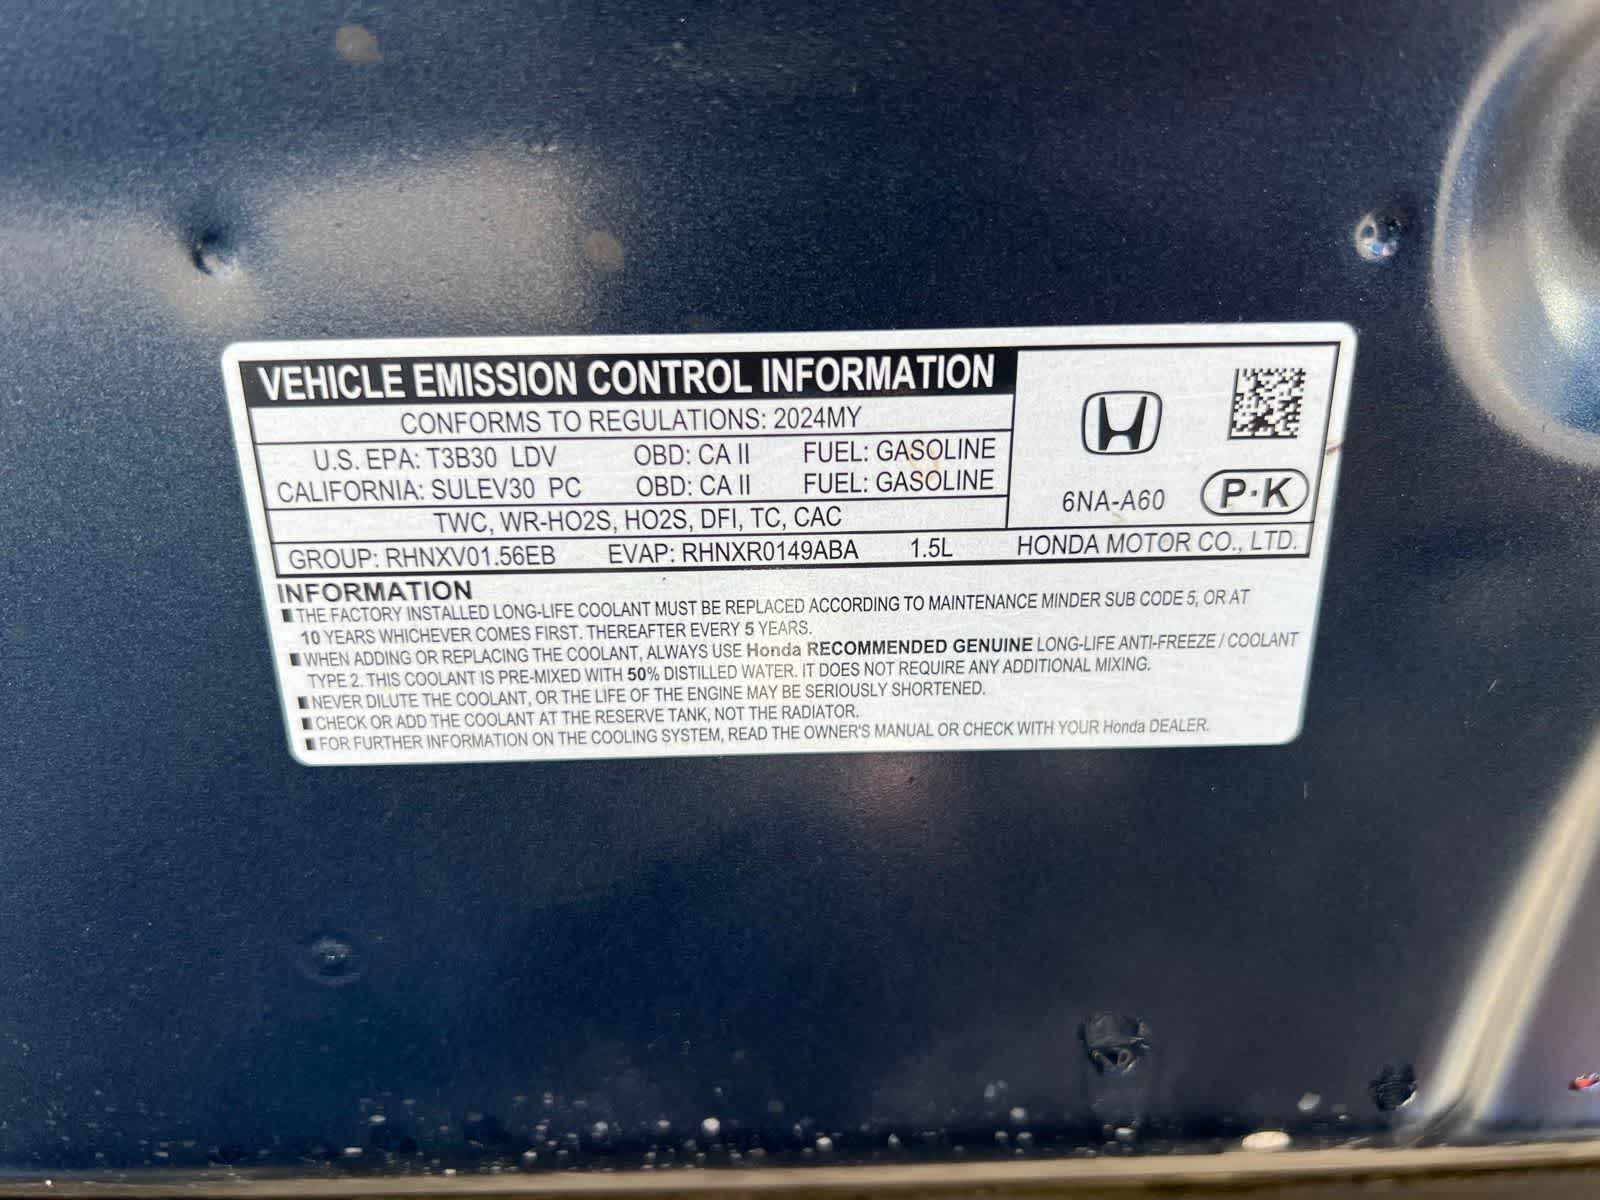 VEHICLE EMISSION CONTROL INFORMATION
CONFORMS TO REGULATIONS: 2024MY
U.S. EPA: T3B30 LDV OBD: CA II FUEL: GASOLINE
CALIFORNIA: SULEV30 PC OBD: CA II FUEL: GASOLINE
6NA-A60 P·K
TWC, WR-HO2S, HO2S, DFI, TC, CAC
GROUP: RHNXV01.56EB EVAP: RHNXR0149ABA 1.5L HONDA MOTOR CO., LTD.
INFORMATION
■ THE FACTORY INSTALLED LONG-LIFE COOLANT MUST BE REPLACED ACCORDING TO MAINTENANCE MINDER SUB CODE 5, OR AT
10 YEARS WHICHEVER COMES FIRST. THEREAFTER EVERY 5 YEARS.
■ WHEN ADDING OR REPLACING THE COOLANT, ALWAYS USE Honda RECOMMENDED GENUINE LONG-LIFE ANTI-FREEZE / COOLANT
TYPE 2. THIS COOLANT IS PRE-MIXED WITH 50% DISTILLED WATER. IT DOES NOT REQUIRE ANY ADDITIONAL MIXING.
■ NEVER DILUTE THE COOLANT, OR THE LIFE OF THE ENGINE MAY BE SERIOUSLY SHORTENED.
■ CHECK OR ADD THE COOLANT AT THE RESERVE TANK, NOT THE RADIATOR.
■ FOR FURTHER INFORMATION ON THE COOLING SYSTEM, READ THE OWNER'S MANUAL OR CHECK WITH YOUR Honda DEALER.